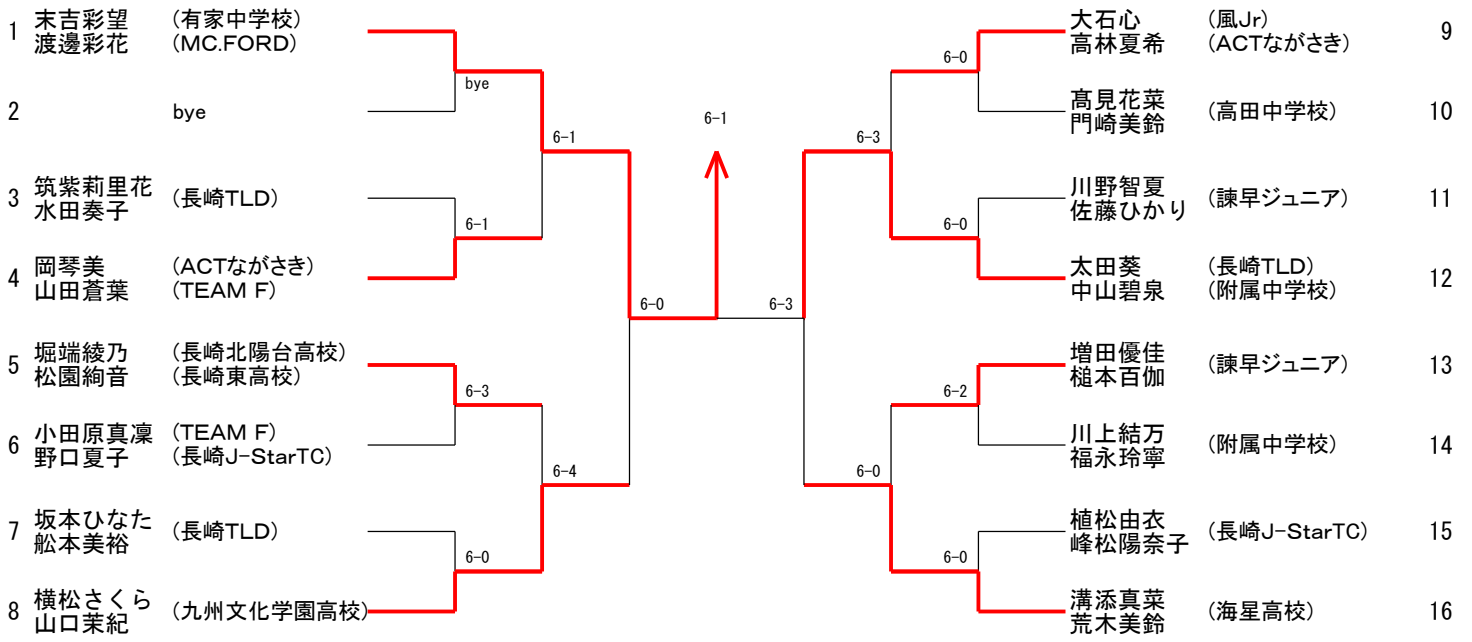 1 末吉彩望 (有家中学校)
渡邉彩花 (MC.FORD)
bye
2 bye
6-1
3 筑紫莉里花 (長崎TLD)
水田奏子
6-1
4 岡琴美 (ACTながさき)
山田蒼葉 (TEAM F)
6-0
5 堀端綾乃 (長崎北陽台高校)
松園絢音 (長崎東高校)
6-3
6 小田原真凜 (TEAM F)
野口夏子 (長崎J-StarTC)
6-4
7 坂本ひなた (長崎TLD)
舩本美裕
6-0
8 横松さくら (九州文化学園高校)
山口茉紀
6-1
大石心 (風Jr) 9
高林夏希 (ACTながさき)
6-0
髙見花菜 (高田中学校) 10
門崎美鈴
6-3
川野智夏 (諫早ジュニア) 11
佐藤ひかり
6-0
太田葵 (長崎TLD) 12
中山碧泉 (附属中学校)
6-3
増田優佳 (諫早ジュニア) 13
槌本百伽
6-2
川上結万 (附属中学校) 14
福永玲寧
6-0
植松由衣 (長崎J-StarTC) 15
峰松陽奈子
6-0
溝添真菜 (海星高校) 16
荒木美鈴